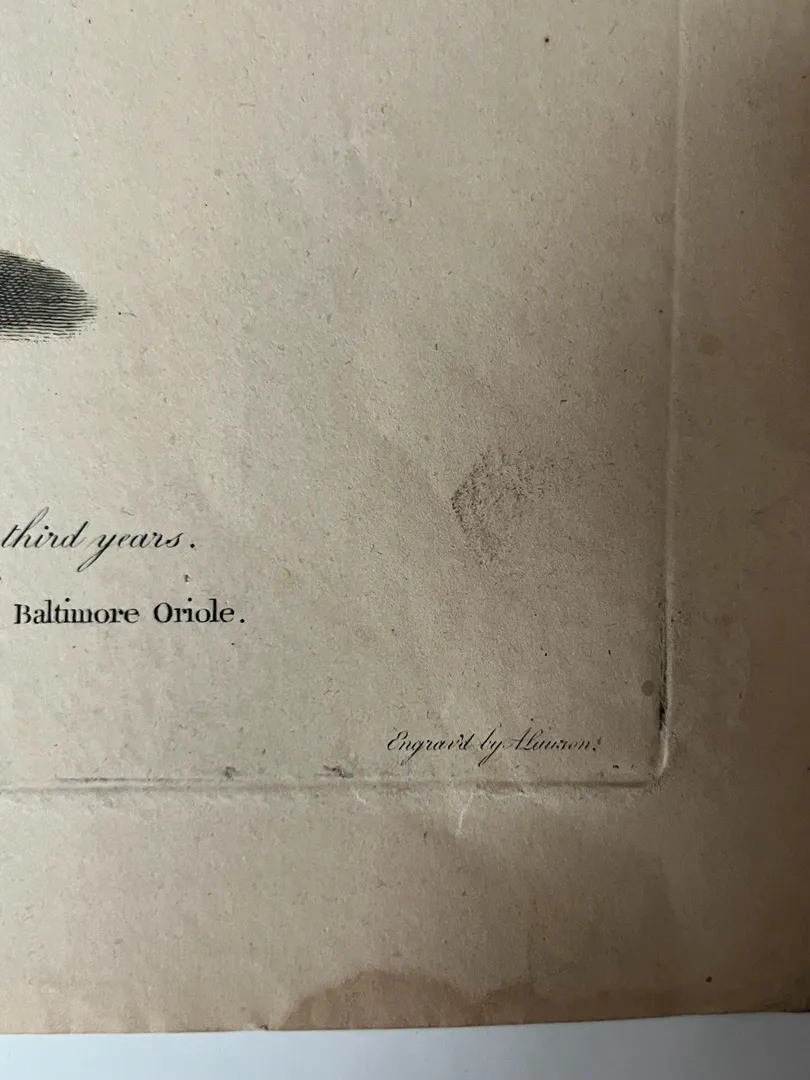 third years.
Baltimore Oriole.
Engrav'd by A Lawson.